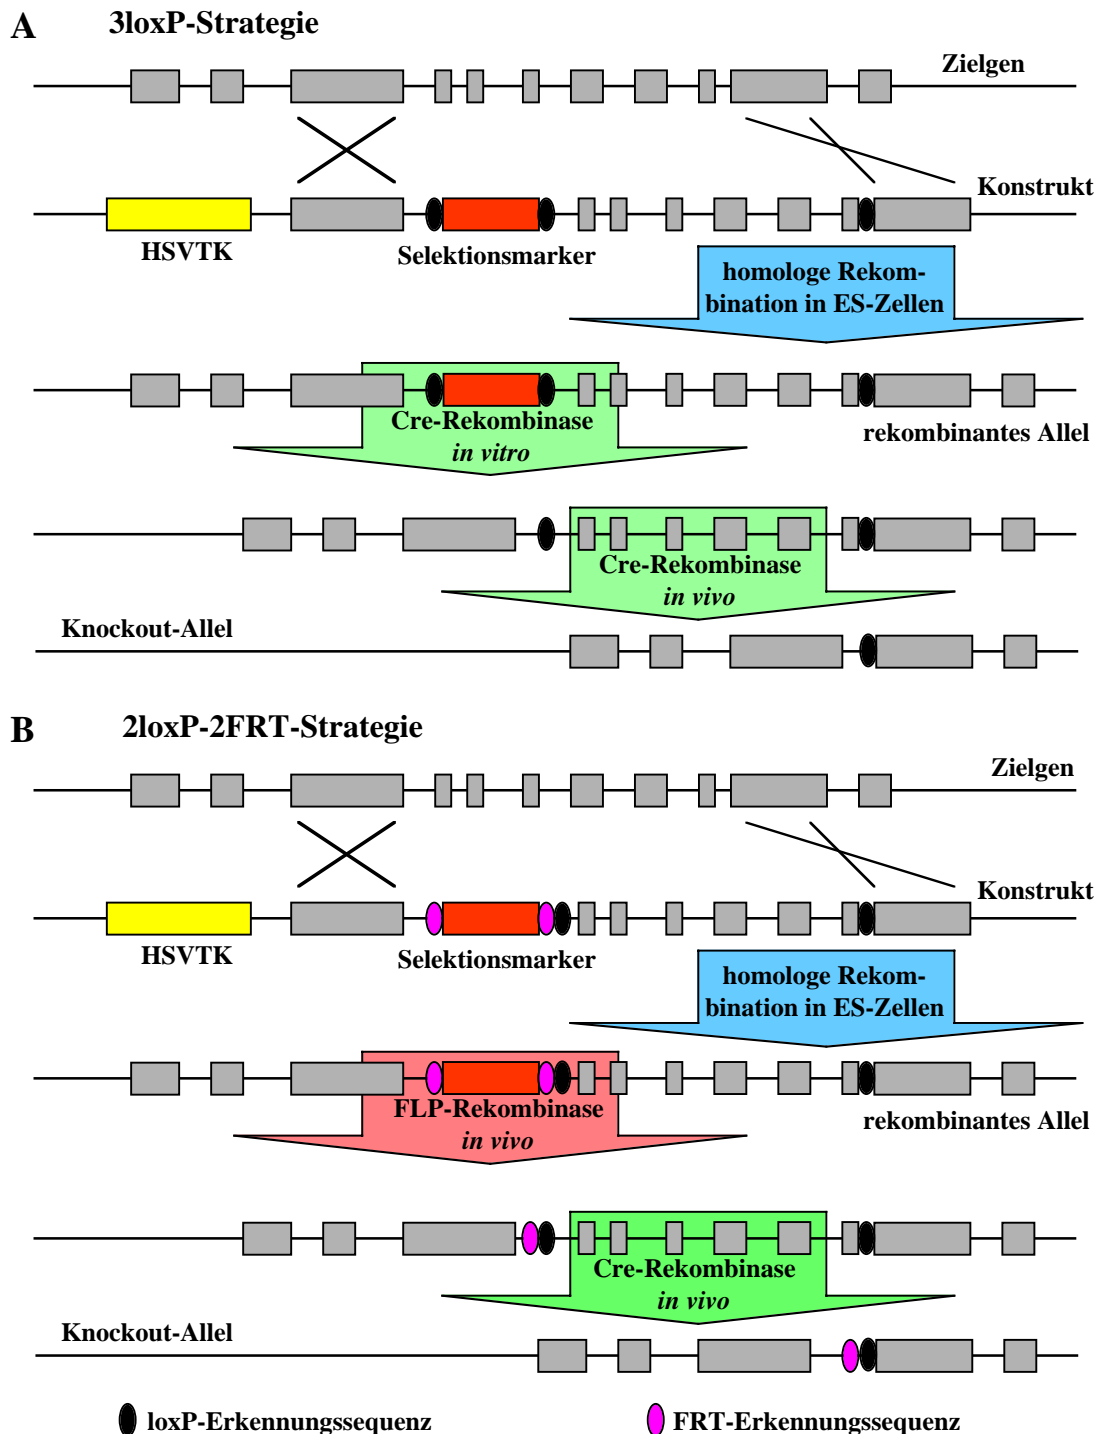 A 3loxP-Strategie
Zielgen
Konstrukt
HSVTK
Selektionsmarker
homologe Rekom-
bination in ES-Zellen
Cre-Rekombinase
in vitro
rekombinantes Allel
Cre-Rekombinase
in vivo
Knockout-Allel
B 2loxP-2FRT-Strategie
Zielgen
Konstrukt
HSVTK
Selektionsmarker
homologe Rekom-
bination in ES-Zellen
FLP-Rekombinase
in vivo
rekombinantes Allel
Cre-Rekombinase
in vivo
Knockout-Allel
loxP-Erkennungssequenz
FRT-Erkennungssequenz